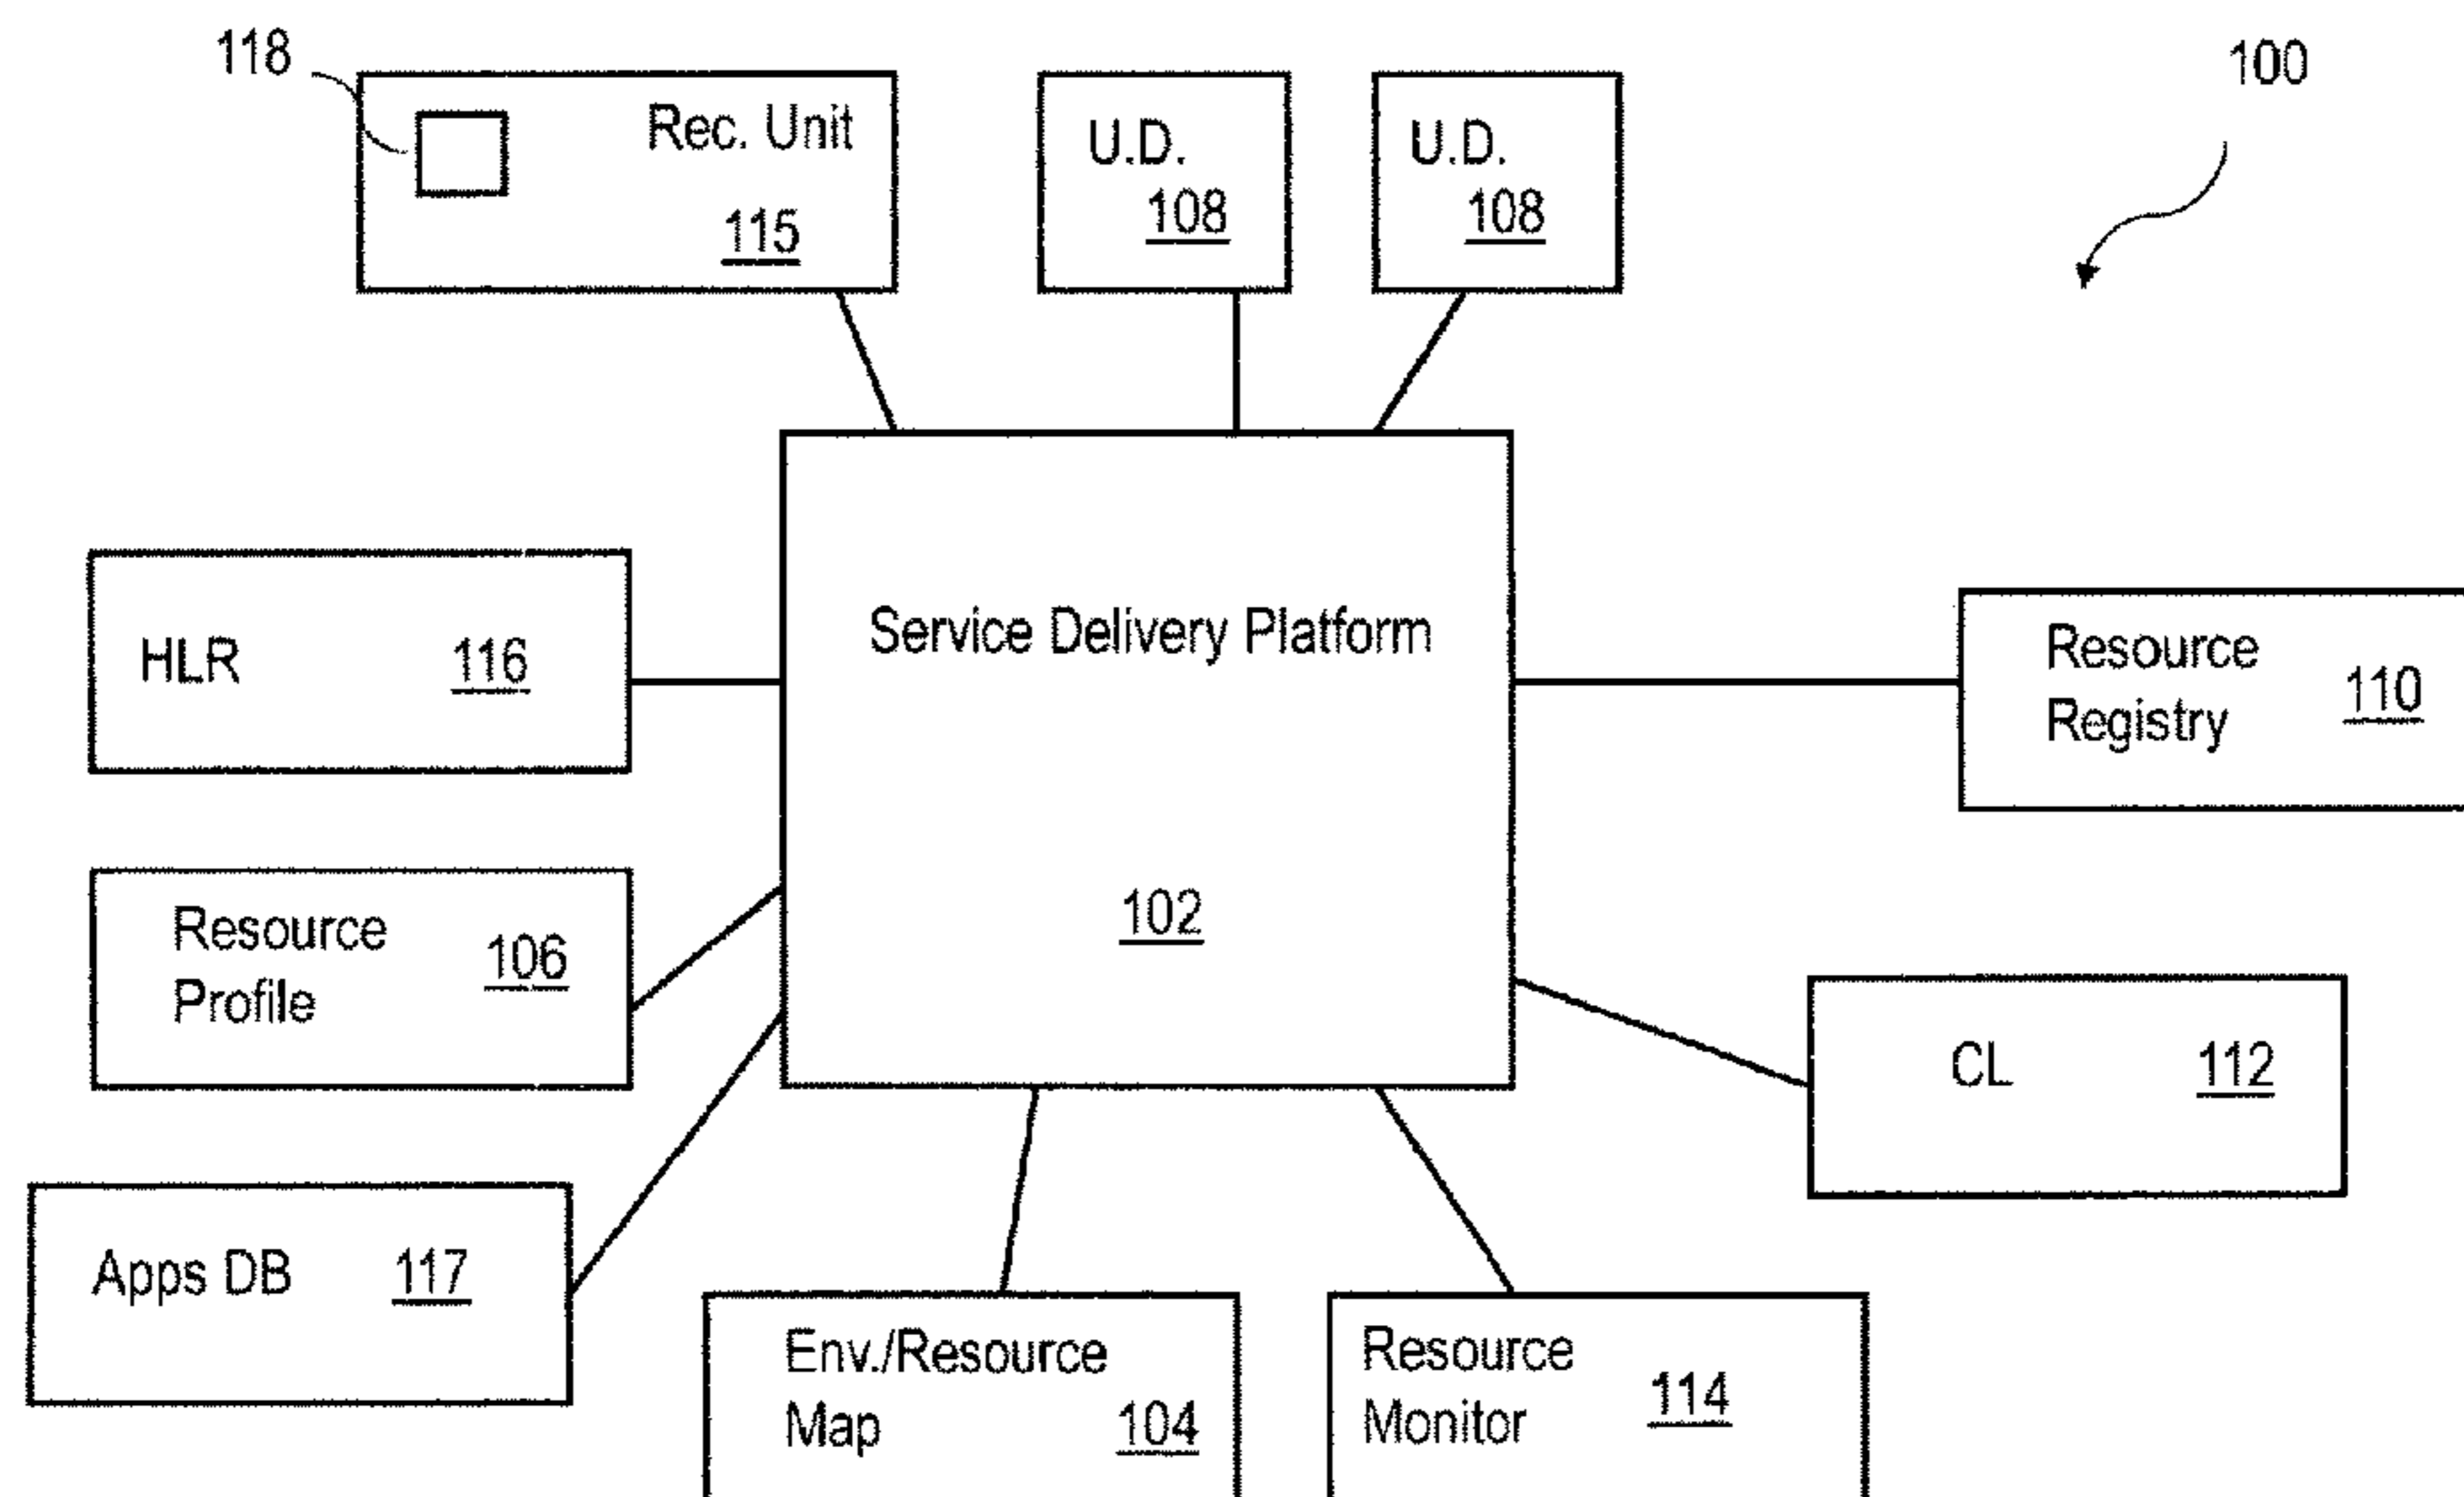 118
100
Rec. Unit
115
U.D.
108
U.D.
108
Service Delivery Platform
102
HLR 116
Resource
Registry
110
Resource
Profile
106
CL 112
Apps DB 117
Env./Resource
Map 104
Resource
Monitor
114